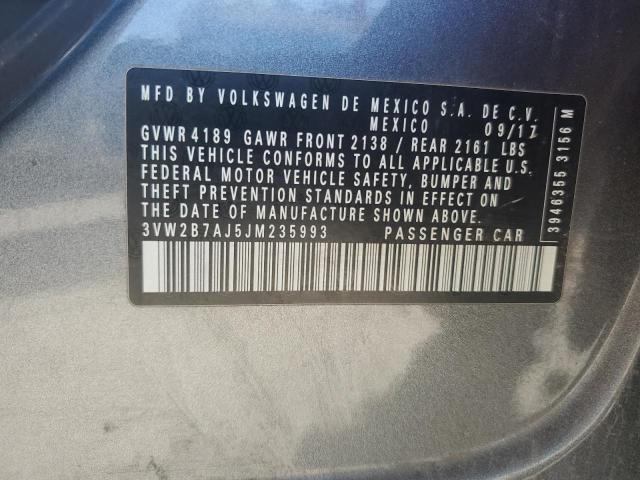 MFD BY VOLKSWAGEN DE MEXICO S.A. DE C.V.
MEXICO 09/17
GVWR 4189 GAWR FRONT 2138 / REAR 2161 LBS
THIS VEHICLE CONFORMS TO ALL APPLICABLE U.S.
FEDERAL MOTOR VEHICLE SAFETY, BUMPER AND
THEFT PREVENTION STANDARDS IN EFFECT ON
THE DATE OF MANUFACTURE SHOWN ABOVE.
3VW2B7AJ5JM235993 PASSENGER CAR
3946355 3156 M